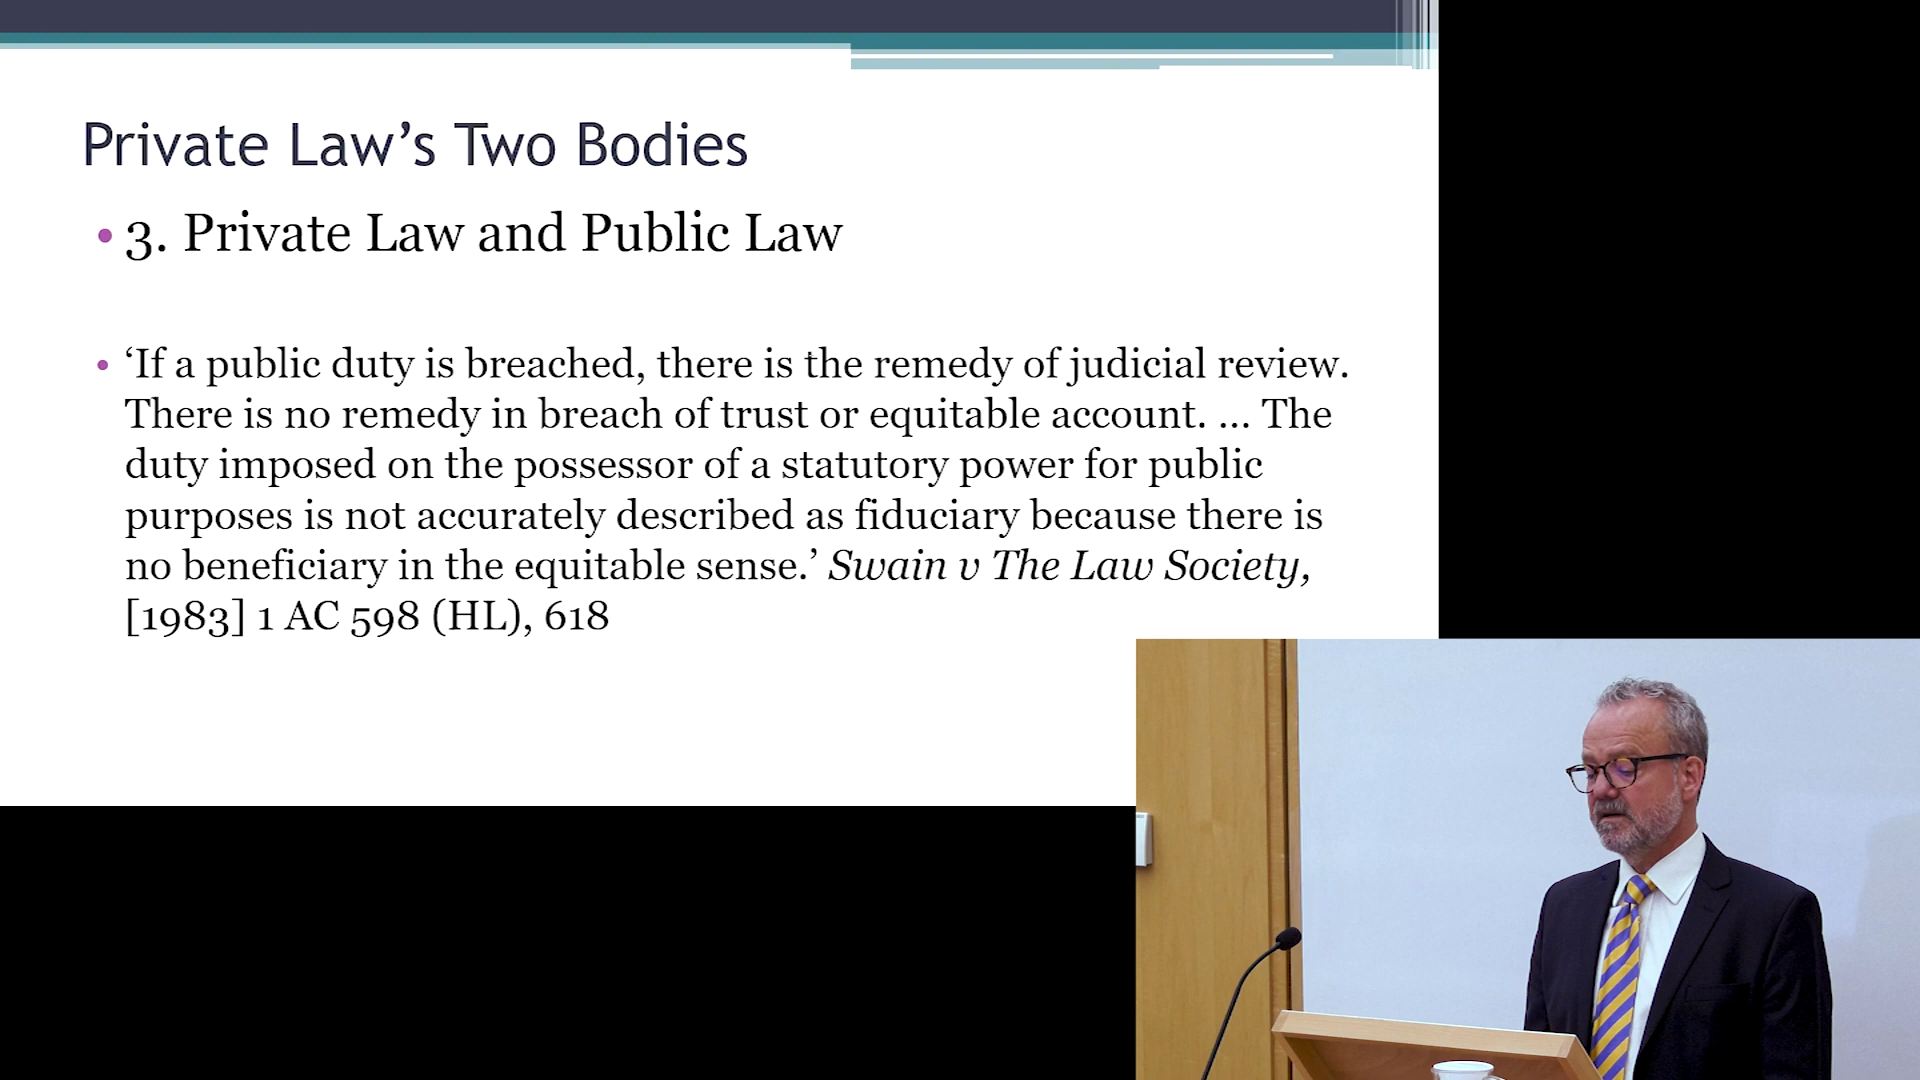 Private Law’s Two Bodies
• 3. Private Law and Public Law
• ‘If a public duty is breached, there is the remedy of judicial review.
There is no remedy in breach of trust or equitable account. ... The
duty imposed on the possessor of a statutory power for public
purposes is not accurately described as fiduciary because there is
no beneficiary in the equitable sense.’ Swain v The Law Society,
[1983] 1 AC 598 (HL), 618